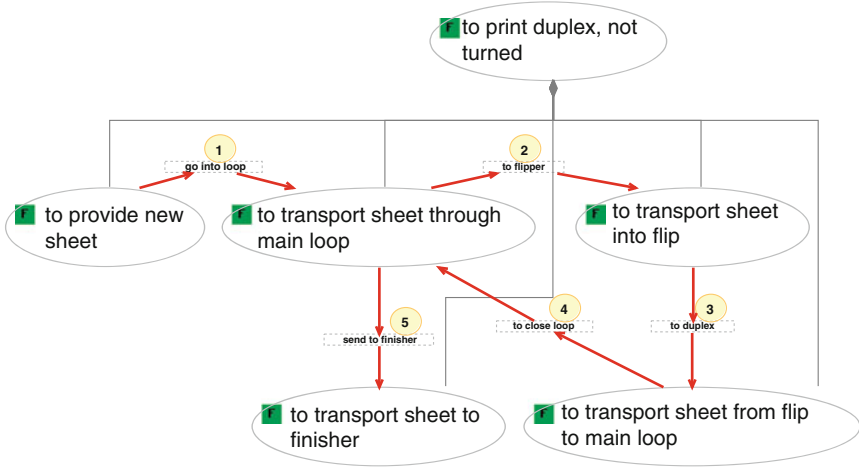 F to print duplex, not
turned
1
go into loop
2
to flipper
F to provide new
sheet
F to transport sheet through
main loop
F to transport sheet
into flip
5
send to finisher
4
to close loop
3
to duplex
F to transport sheet to
finisher
F to transport sheet from flip
to main loop